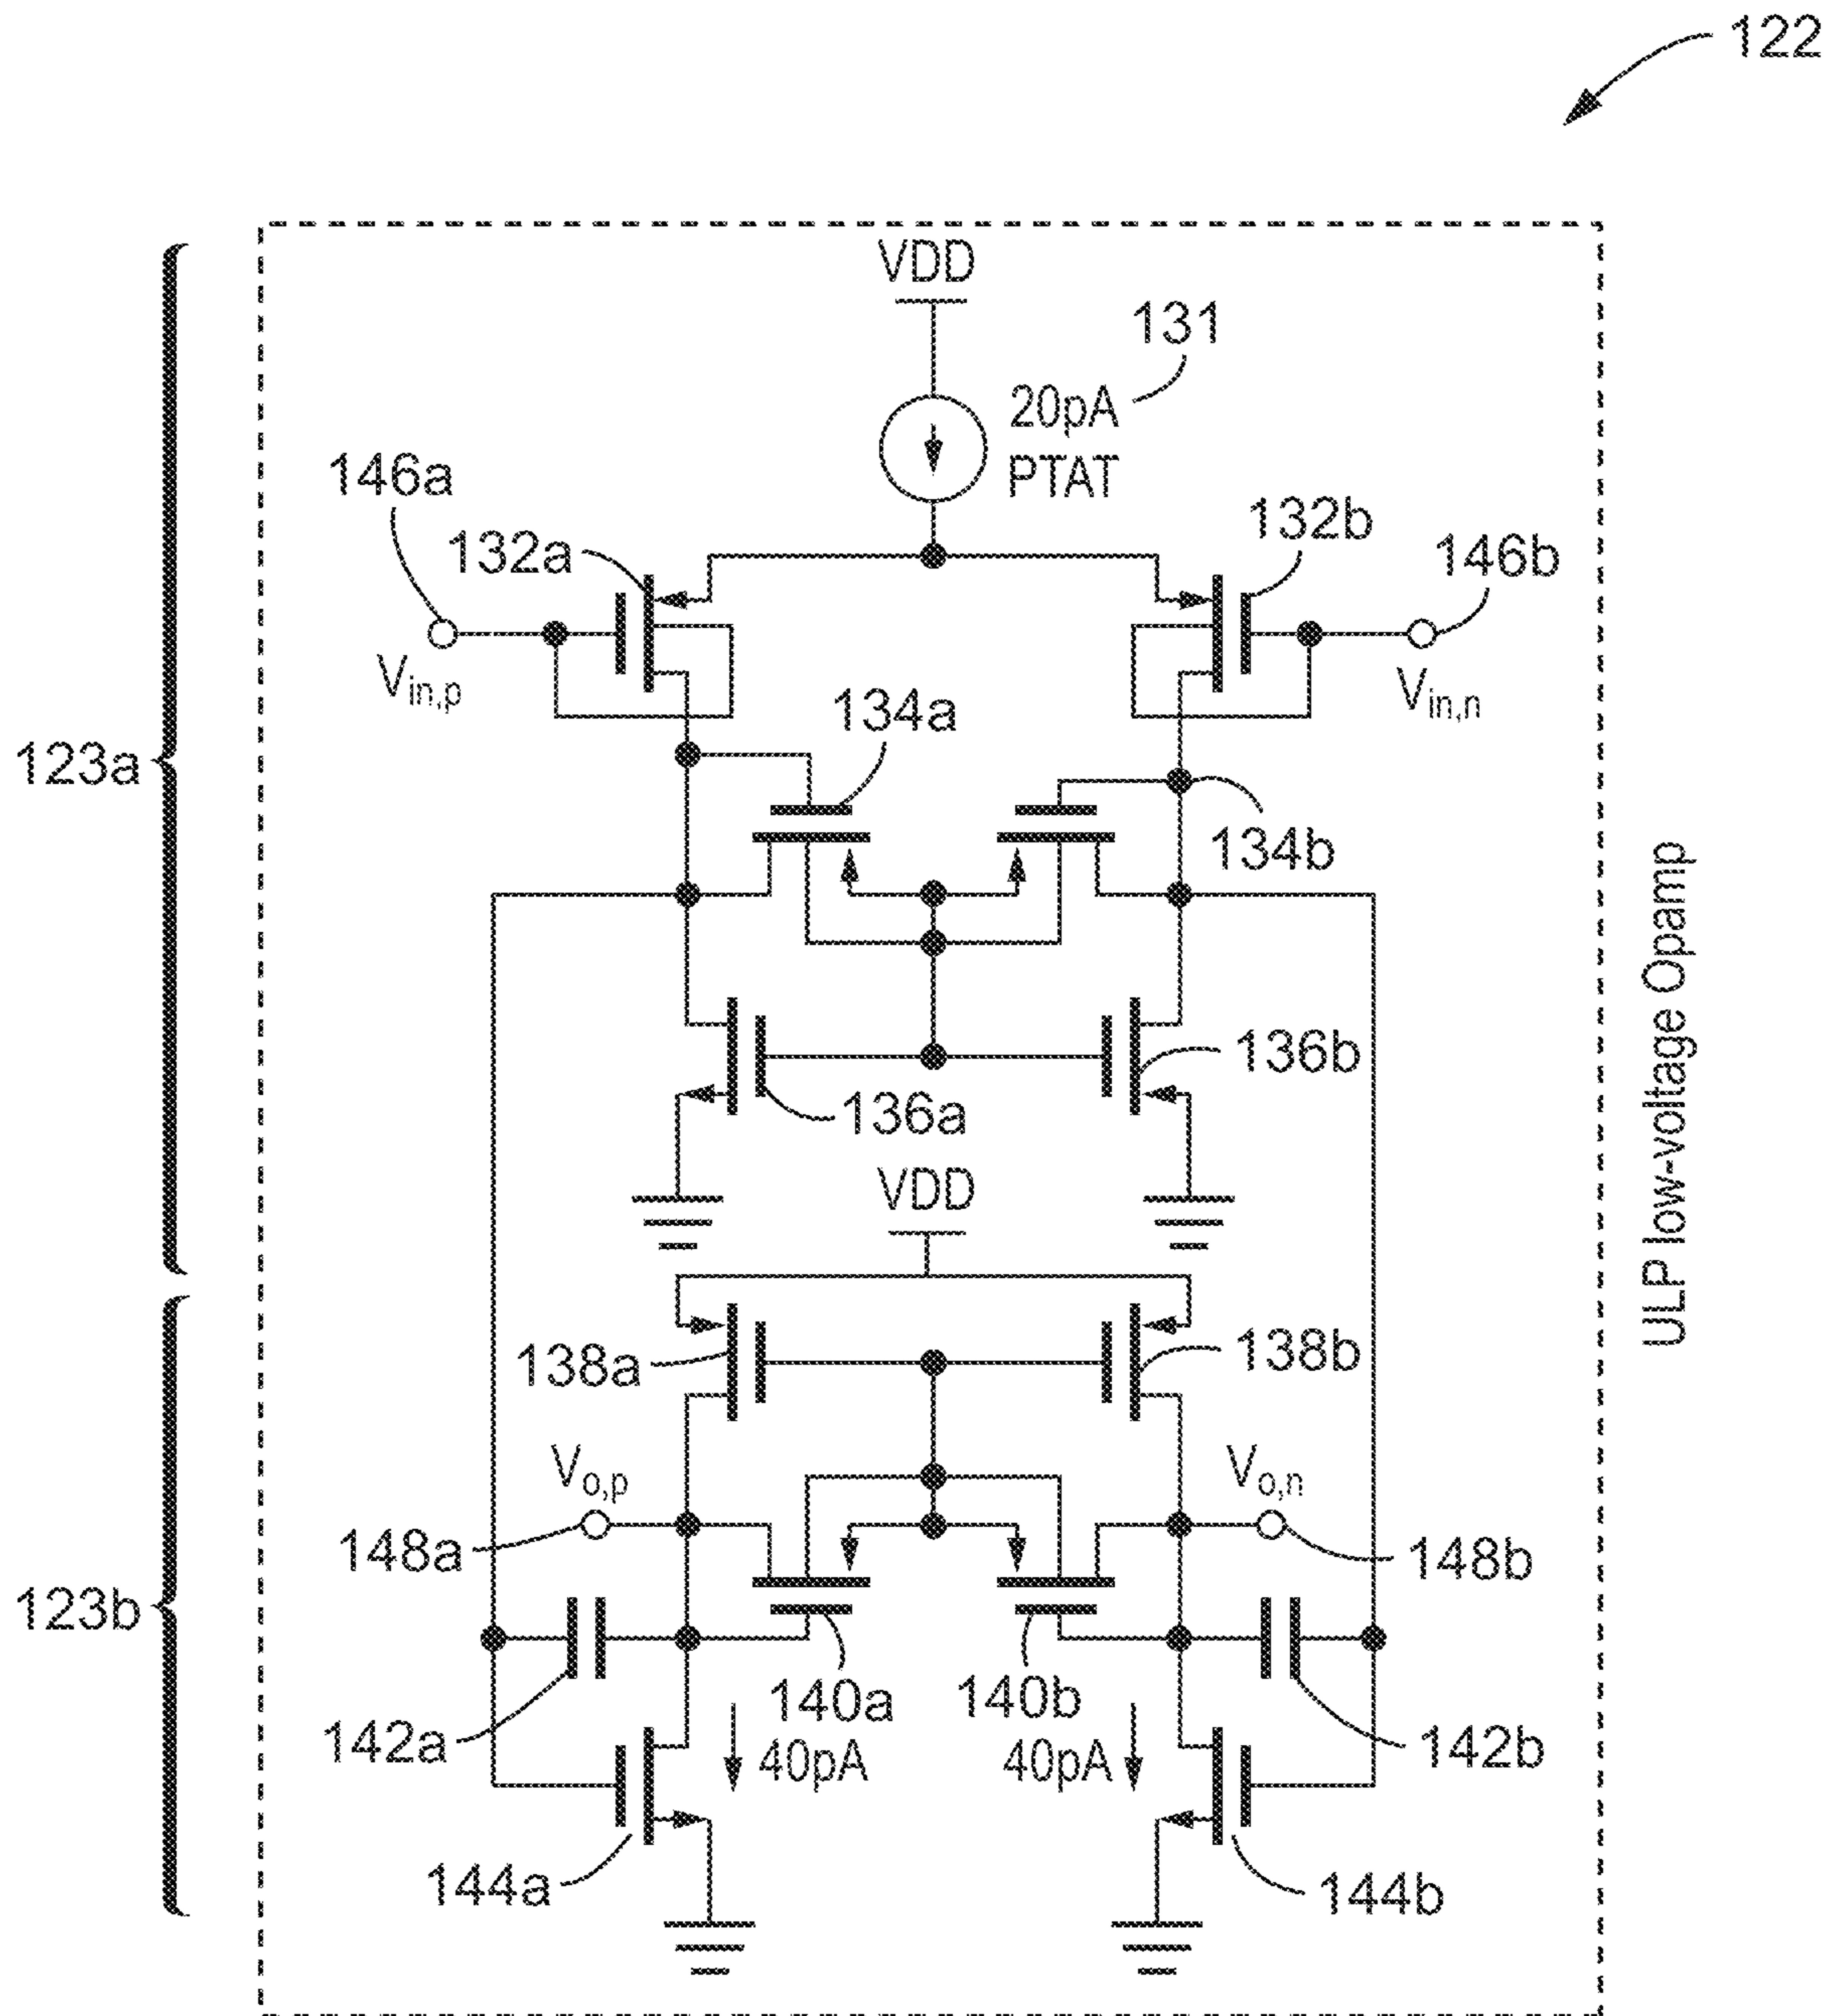 122
VDD
131
20pA
PTAT
146a
132a
132b
146b
Vin,p
Vin,n
134a
134b
123a
136a
136b
VDD
138a
138b
Vo,p
Vo,n
148a
148b
123b
140a
140b
142a
40pA
40pA
142b
144a
144b
ULP low-voltage Opamp